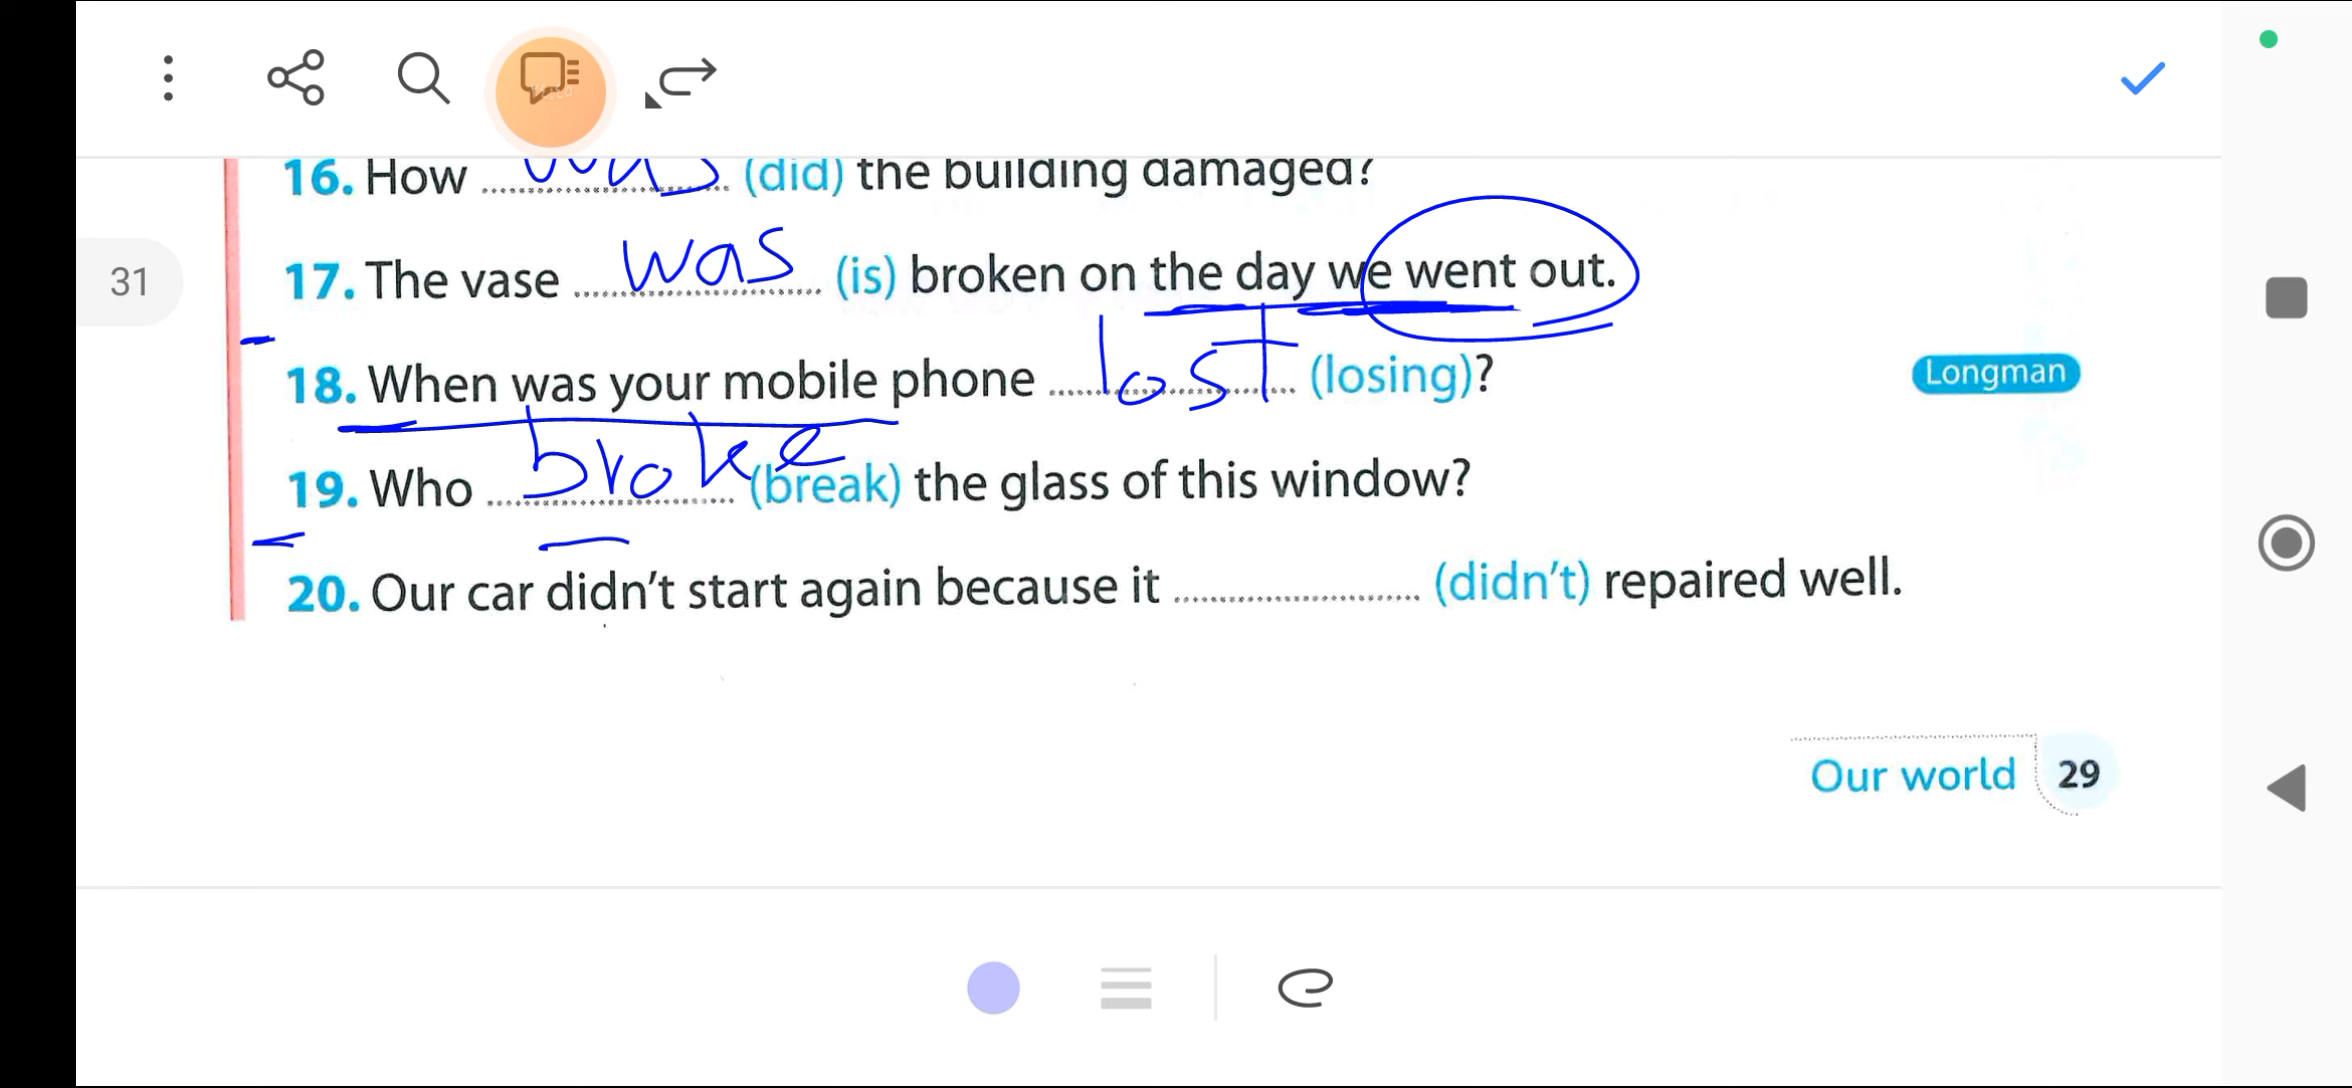 16. How was (did) the building damaged?
31
17. The vase was (is) broken on the day we went out.
18. When was your mobile phone lost (losing)?
Longman
19. Who broke (break) the glass of this window?
20. Our car didn't start again because it .................... (didn't) repaired well.
Our world 29